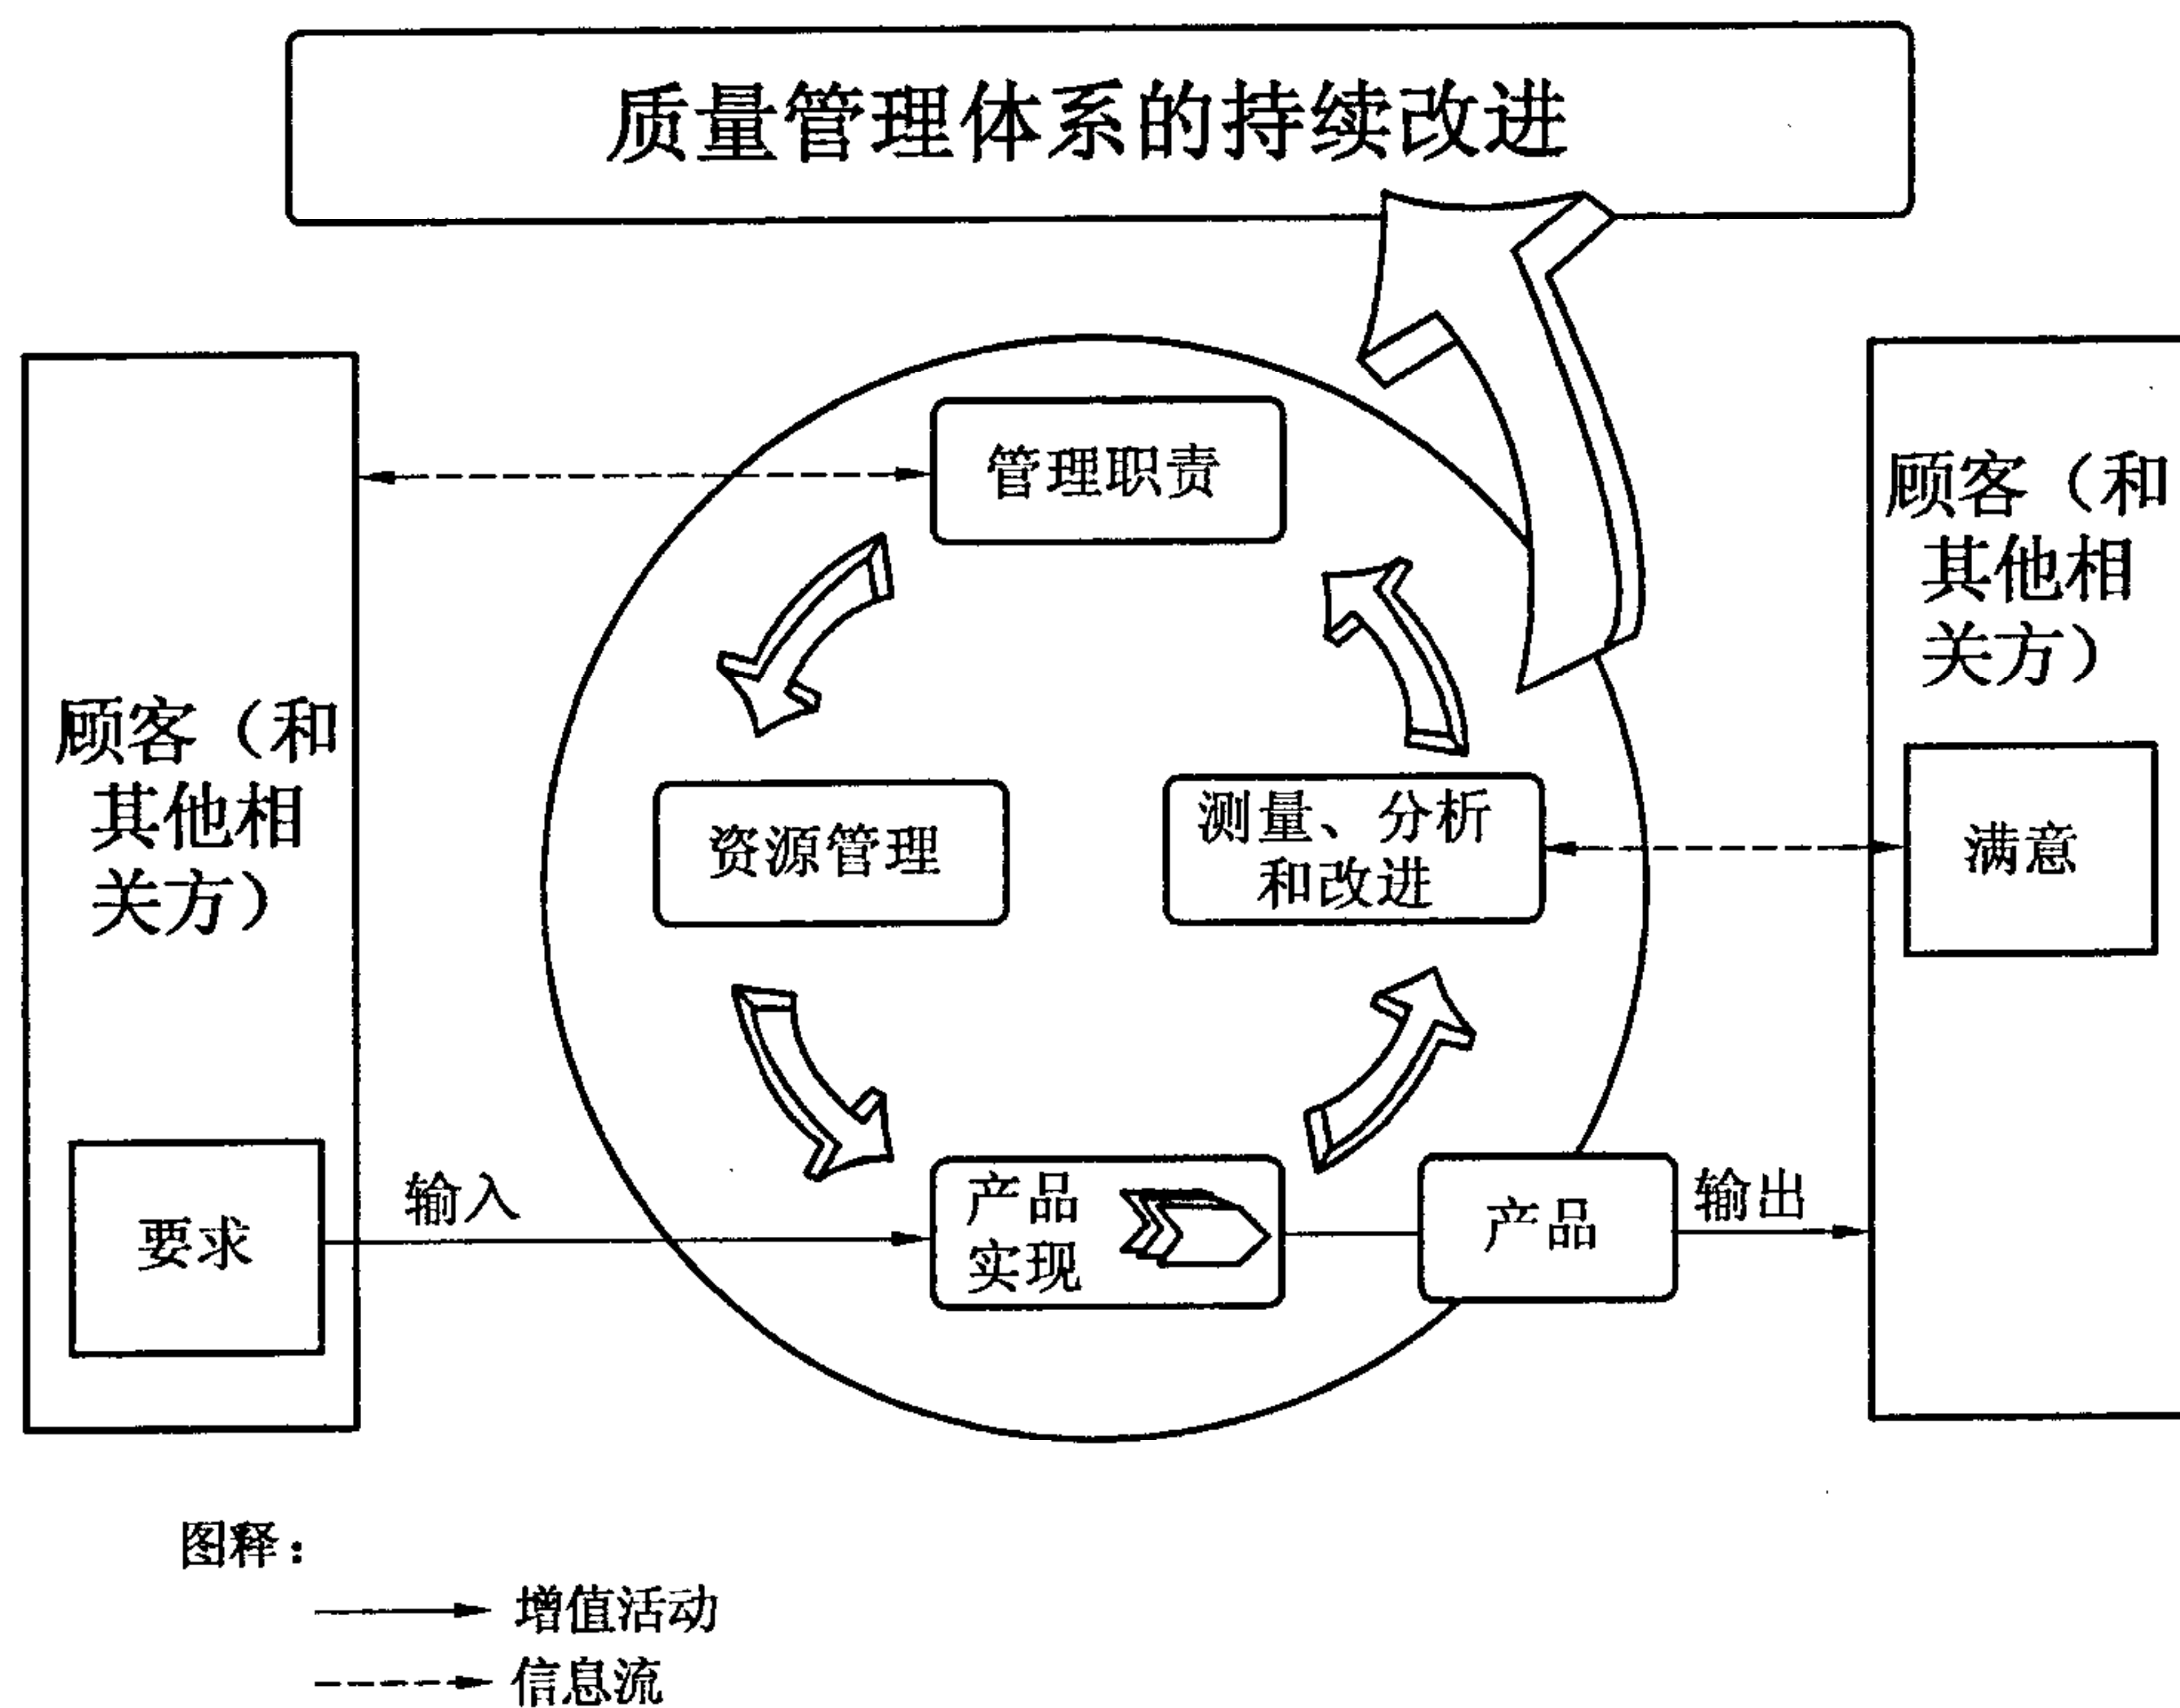 质量管理体系的持续改进
管理职责
顾客（和
其他相
关方）
顾客（和
其他相
关方）
资源管理
测量、分析
和改进
满意
要求
输入
产品
实现
产品
输出
图释：
增值活动
信息流